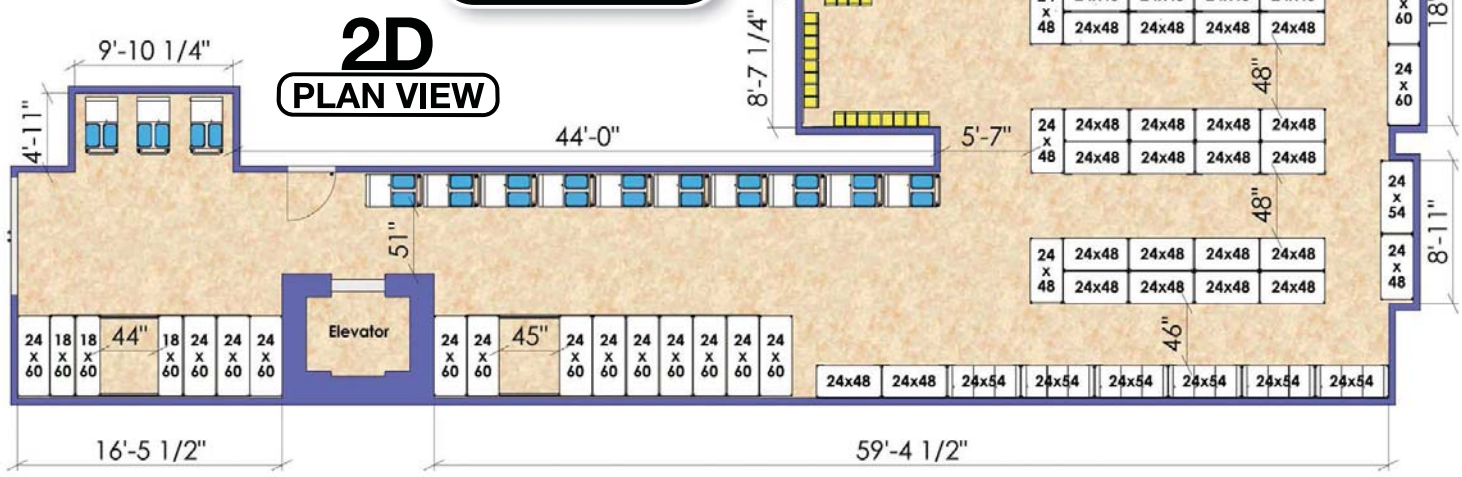 2D
PLAN VIEW
9'-10 1/4"
4'-11"
44'-0"
8'-7 1/4"
5'-7"
51"
48"
48"
46"
18'
8'-11"
x
48
24x48 24x48 24x48 24x48
x
60
24
x
60
24
x
48
24x48 24x48 24x48 24x48
24x48 24x48 24x48 24x48
24
x
54
24
x
48
24
x
48
24x48 24x48 24x48 24x48
24x48 24x48 24x48 24x48
Elevator
24 18 18 44" 18 24 24 24
x x x x x x x
60 60 60 60 60 60 60
24 24 45" 24 24 24 24 24 24 24
x x x x x x x x x
60 60 60 60 60 60 60 60 60
24x48 24x48 24x54 24x54 24x54 24x54 24x54 24x54
16'-5 1/2"
59'-4 1/2"